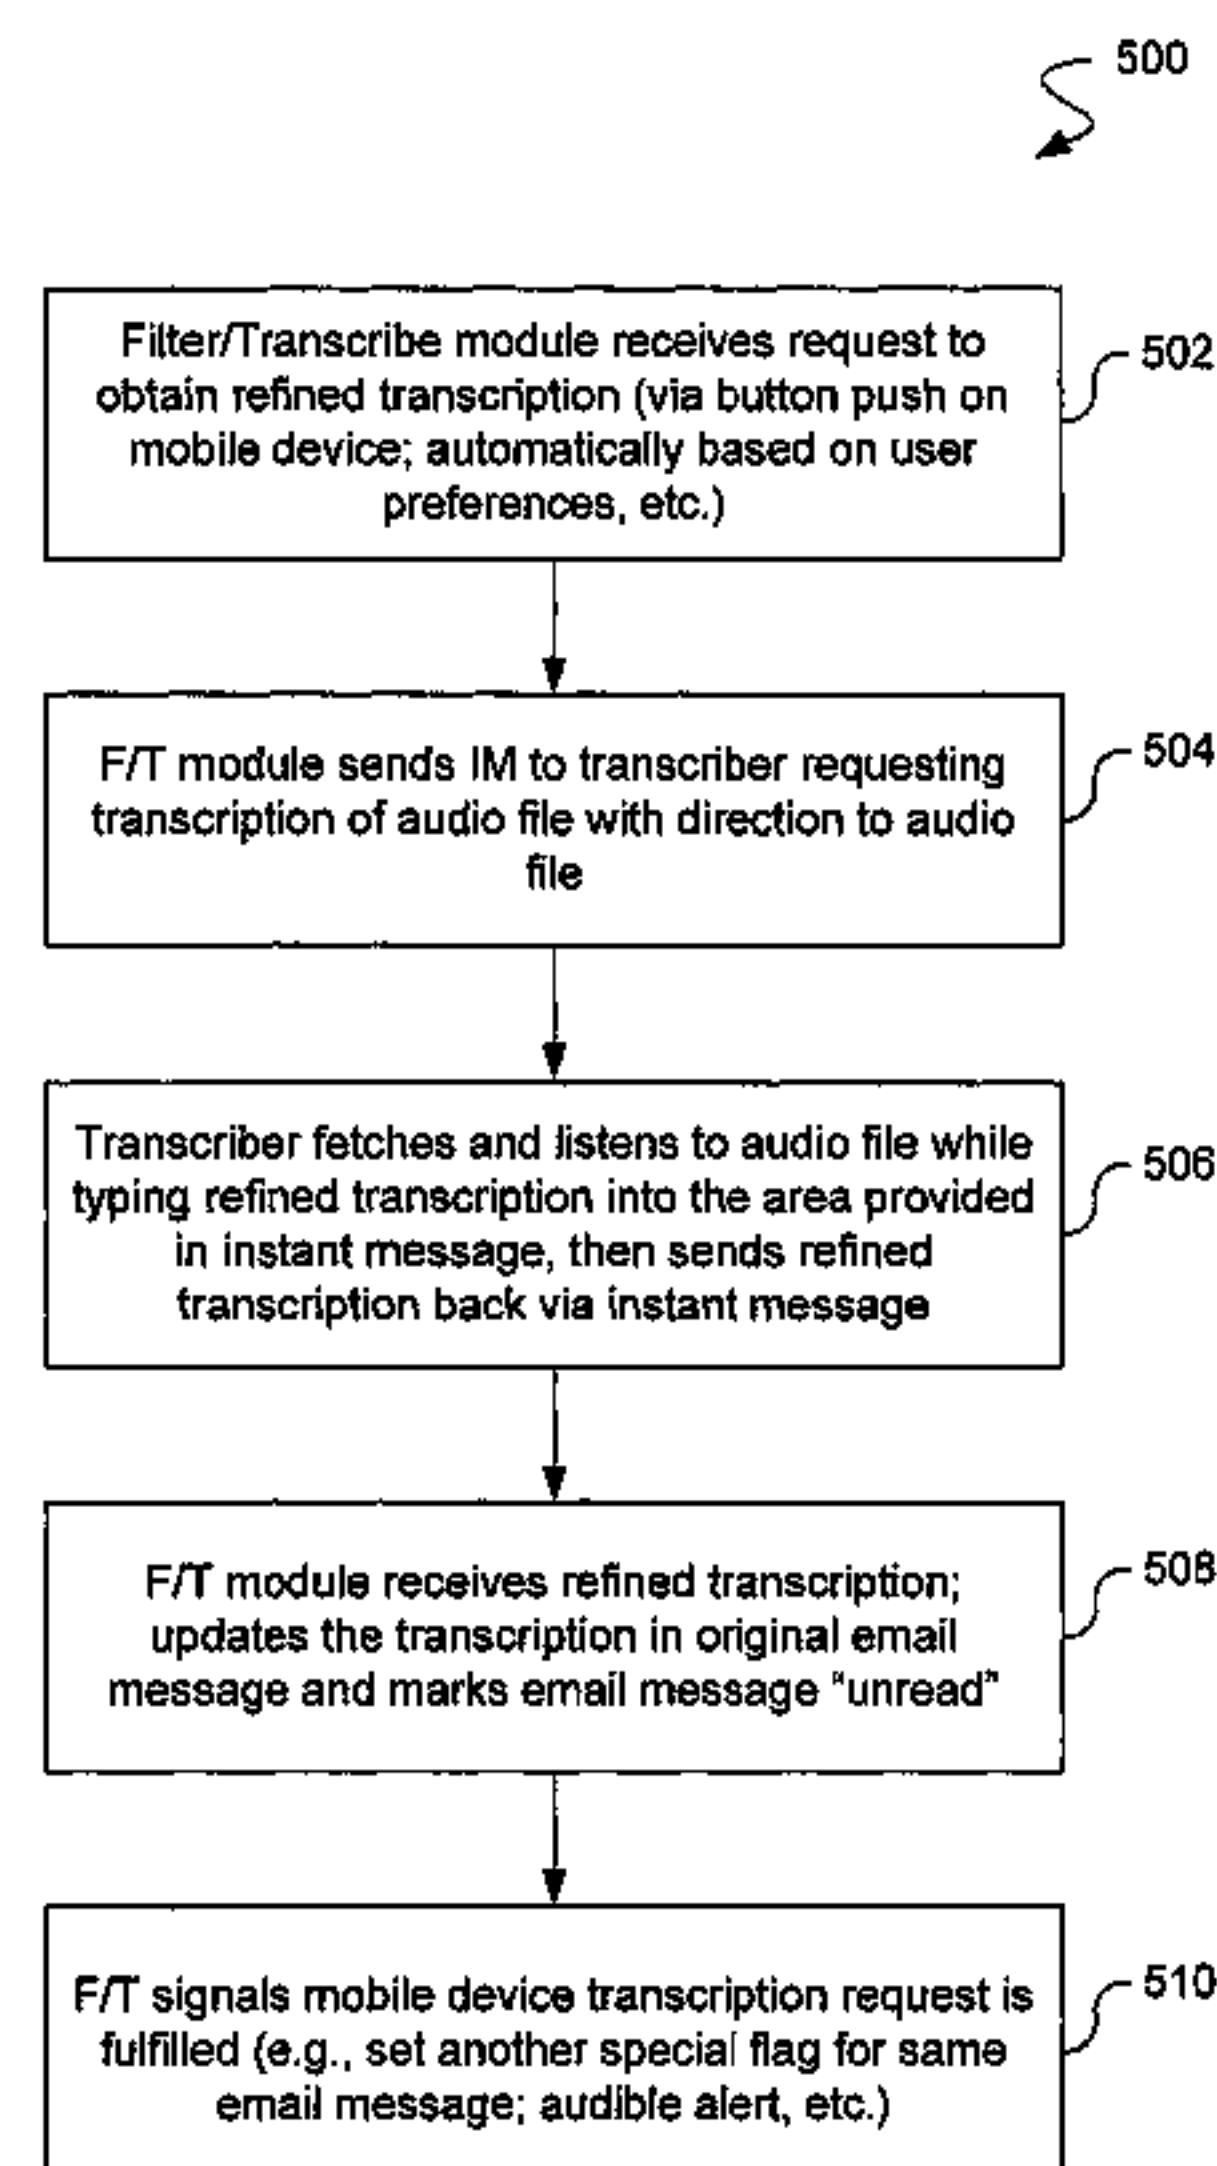 500
Filter/Transcribe module receives request to
obtain refined transcription (via button push on
mobile device; automatically based on user
preferences, etc.)
502
F/T module sends IM to transcriber requesting
transcription of audio file with direction to audio
file
504
Transcriber fetches and listens to audio file while
typing refined transcription into the area provided
in instant message, then sends refined
transcription back via instant message
506
F/T module receives refined transcription;
updates the transcription in original email
message and marks email message “unread”
508
F/T signals mobile device transcription request is
fulfilled (e.g., set another special flag for same
email message; audible alert, etc.)
510